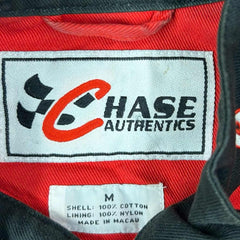 CHASE
AUTHENTICS
M
SHELL: 100% COTTON
LINING: 100% NYLON
MADE IN MACAU